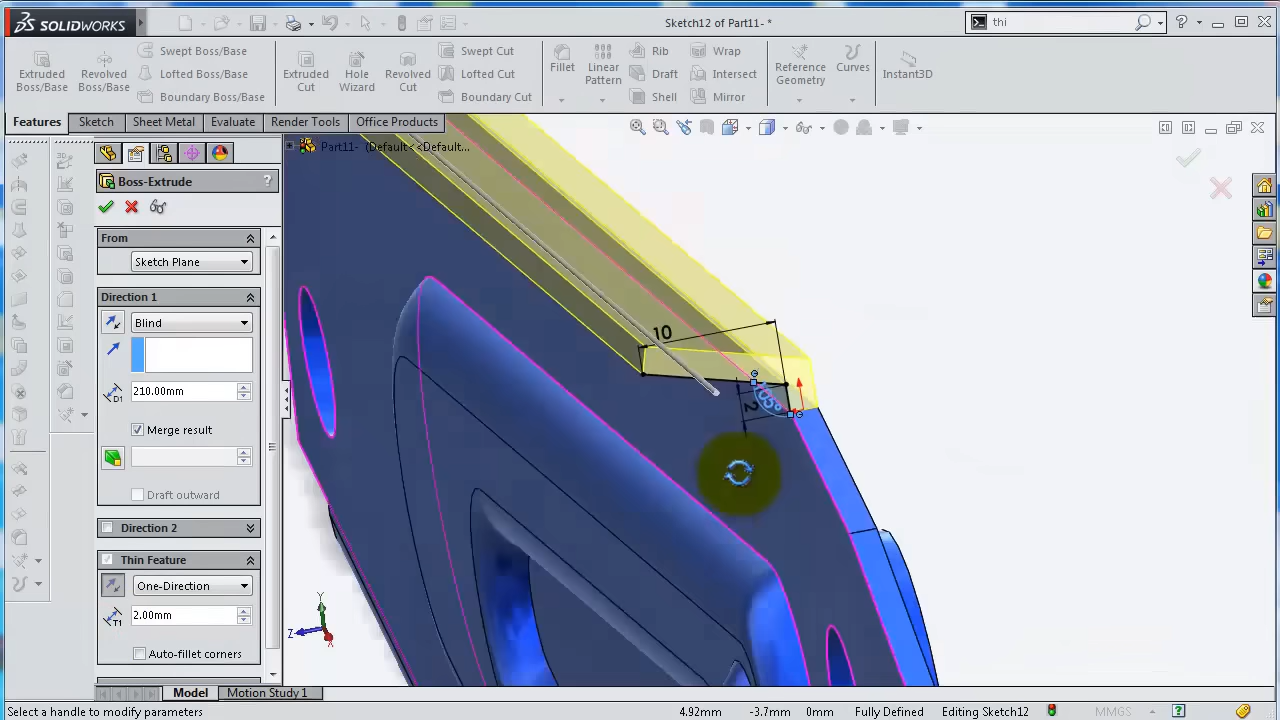 SOLIDWORKS
Sketch12 of Part11- *
thi
Extruded Boss/Base
Revolved Boss/Base
Swept Boss/Base
Lofted Boss/Base
Boundary Boss/Base
Extruded Cut
Hole Wizard
Revolved Cut
Swept Cut
Lofted Cut
Boundary Cut
Fillet
Linear Pattern
Rib
Draft
Shell
Wrap
Intersect
Mirror
Reference Geometry
Curves
Instant3D
Features Sketch Sheet Metal Evaluate Render Tools Office Products
Part11- (Default<<Default...
Boss-Extrude ?
From
Sketch Plane
Direction 1
Blind
D1 210.00mm
Merge result
Draft outward
Direction 2
Thin Feature
One-Direction
T1 2.00mm
Auto-fillet corners
10
2
105°
Y
Z
X
Model Motion Study 1
Select a handle to modify parameters 4.92mm -3.7mm 0mm Fully Defined Editing Sketch12 MMGS